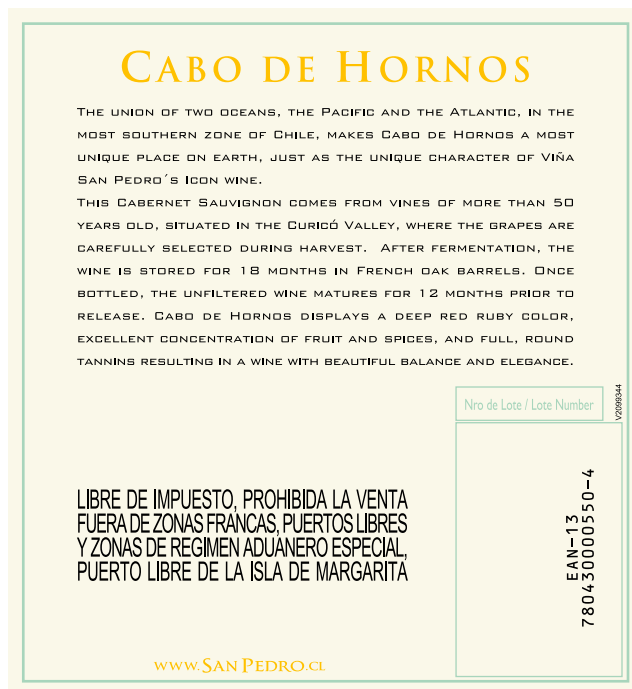 CABO DE HORNOS
THE UNION OF TWO OCEANS, THE PACIFIC AND THE ATLANTIC, IN THE
MOST SOUTHERN ZONE OF CHILE, MAKES CABO DE HORNOS A MOST
UNIQUE PLACE ON EARTH, JUST AS THE UNIQUE CHARACTER OF VIÑA
SAN PEDRO´S ICON WINE.
THIS CABERNET SAUVIGNON COMES FROM VINES OF MORE THAN 50
YEARS OLD, SITUATED IN THE CURICÓ VALLEY, WHERE THE GRAPES ARE
CAREFULLY SELECTED DURING HARVEST. AFTER FERMENTATION, THE
WINE IS STORED FOR 18 MONTHS IN FRENCH OAK BARRELS. ONCE
BOTTLED, THE UNFILTERED WINE MATURES FOR 12 MONTHS PRIOR TO
RELEASE. CABO DE HORNOS DISPLAYS A DEEP RED RUBY COLOR,
EXCELLENT CONCENTRATION OF FRUIT AND SPICES, AND FULL, ROUND
TANNINS RESULTING IN A WINE WITH BEAUTIFUL BALANCE AND ELEGANCE.
Nro de Lote / Lote Number
V2099344
LIBRE DE IMPUESTO, PROHIBIDA LA VENTA
FUERA DE ZONAS FRANCAS, PUERTOS LIBRES
Y ZONAS DE REGIMEN ADUANERO ESPECIAL,
PUERTO LIBRE DE LA ISLA DE MARGARITA
EAN-13
780430000550-4
WWW.SANPEDRO.CL